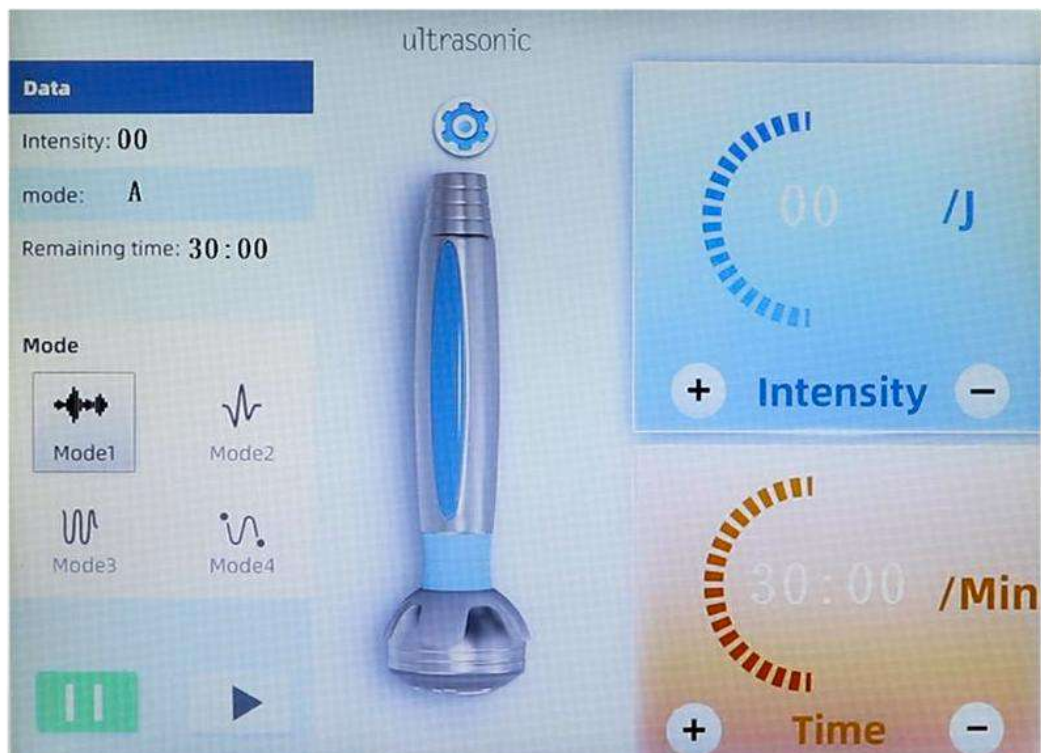 ultrasonic
Data
Intensity: 00
mode: A
Remaining time: 30:00
Mode
Mode1
Mode2
Mode3
Mode4
00 /J
+ Intensity −
30:00 /Min
+ Time −